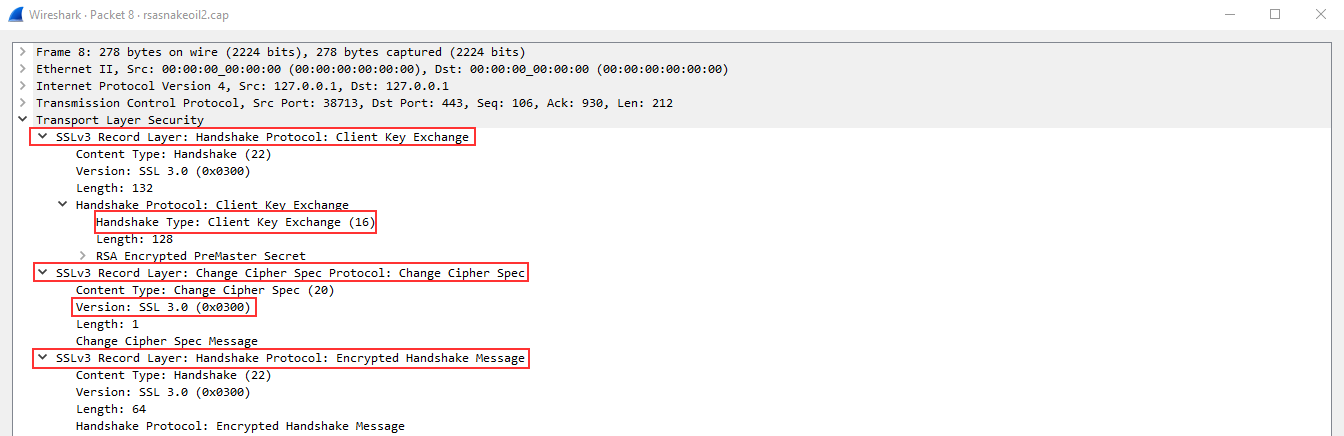 Wireshark · Packet 8 · rsasnakeoil2.cap
Frame 8: 278 bytes on wire (2224 bits), 278 bytes captured (2224 bits)
Ethernet II, Src: 00:00:00_00:00:00 (00:00:00:00:00:00), Dst: 00:00:00_00:00:00 (00:00:00:00:00:00)
Internet Protocol Version 4, Src: 127.0.0.1, Dst: 127.0.0.1
Transmission Control Protocol, Src Port: 38713, Dst Port: 443, Seq: 106, Ack: 930, Len: 212
Transport Layer Security
SSLv3 Record Layer: Handshake Protocol: Client Key Exchange
Content Type: Handshake (22)
Version: SSL 3.0 (0x0300)
Length: 132
Handshake Protocol: Client Key Exchange
Handshake Type: Client Key Exchange (16)
Length: 128
RSA Encrypted PreMaster Secret
SSLv3 Record Layer: Change Cipher Spec Protocol: Change Cipher Spec
Content Type: Change Cipher Spec (20)
Version: SSL 3.0 (0x0300)
Length: 1
Change Cipher Spec Message
SSLv3 Record Layer: Handshake Protocol: Encrypted Handshake Message
Content Type: Handshake (22)
Version: SSL 3.0 (0x0300)
Length: 64
Handshake Protocol: Encrypted Handshake Message